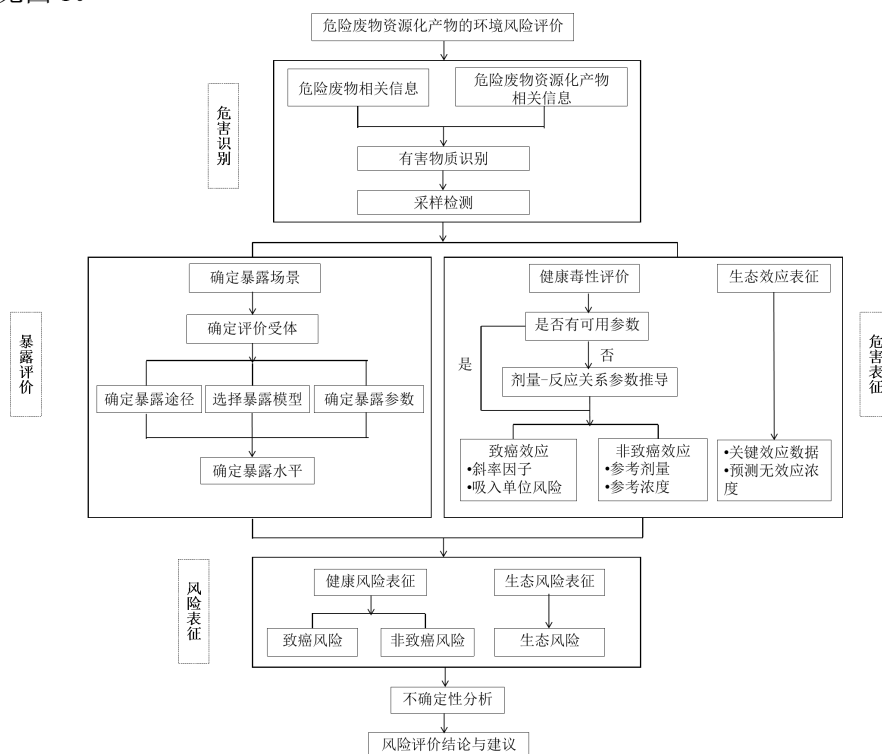 危险废物资源化产物的环境风险评价
危害识别
危险废物相关信息
危险废物资源化产物
相关信息
有害物质识别
采样检测
暴露评价
确定暴露场景
确定评价受体
确定暴露途径
选择暴露模型
确定暴露参数
确定暴露水平
危害表征
健康毒性评价
生态效应表征
是否有可用参数
是
否
剂量-反应关系参数推导
致癌效应
•斜率因子
•吸入单位风险
非致癌效应
•参考剂量
•参考浓度
•关键效应数据
•预测无效应浓
度
风险表征
健康风险表征
生态风险表征
致癌风险
非致癌风险
生态风险
不确定性分析
风险评价结论与建议